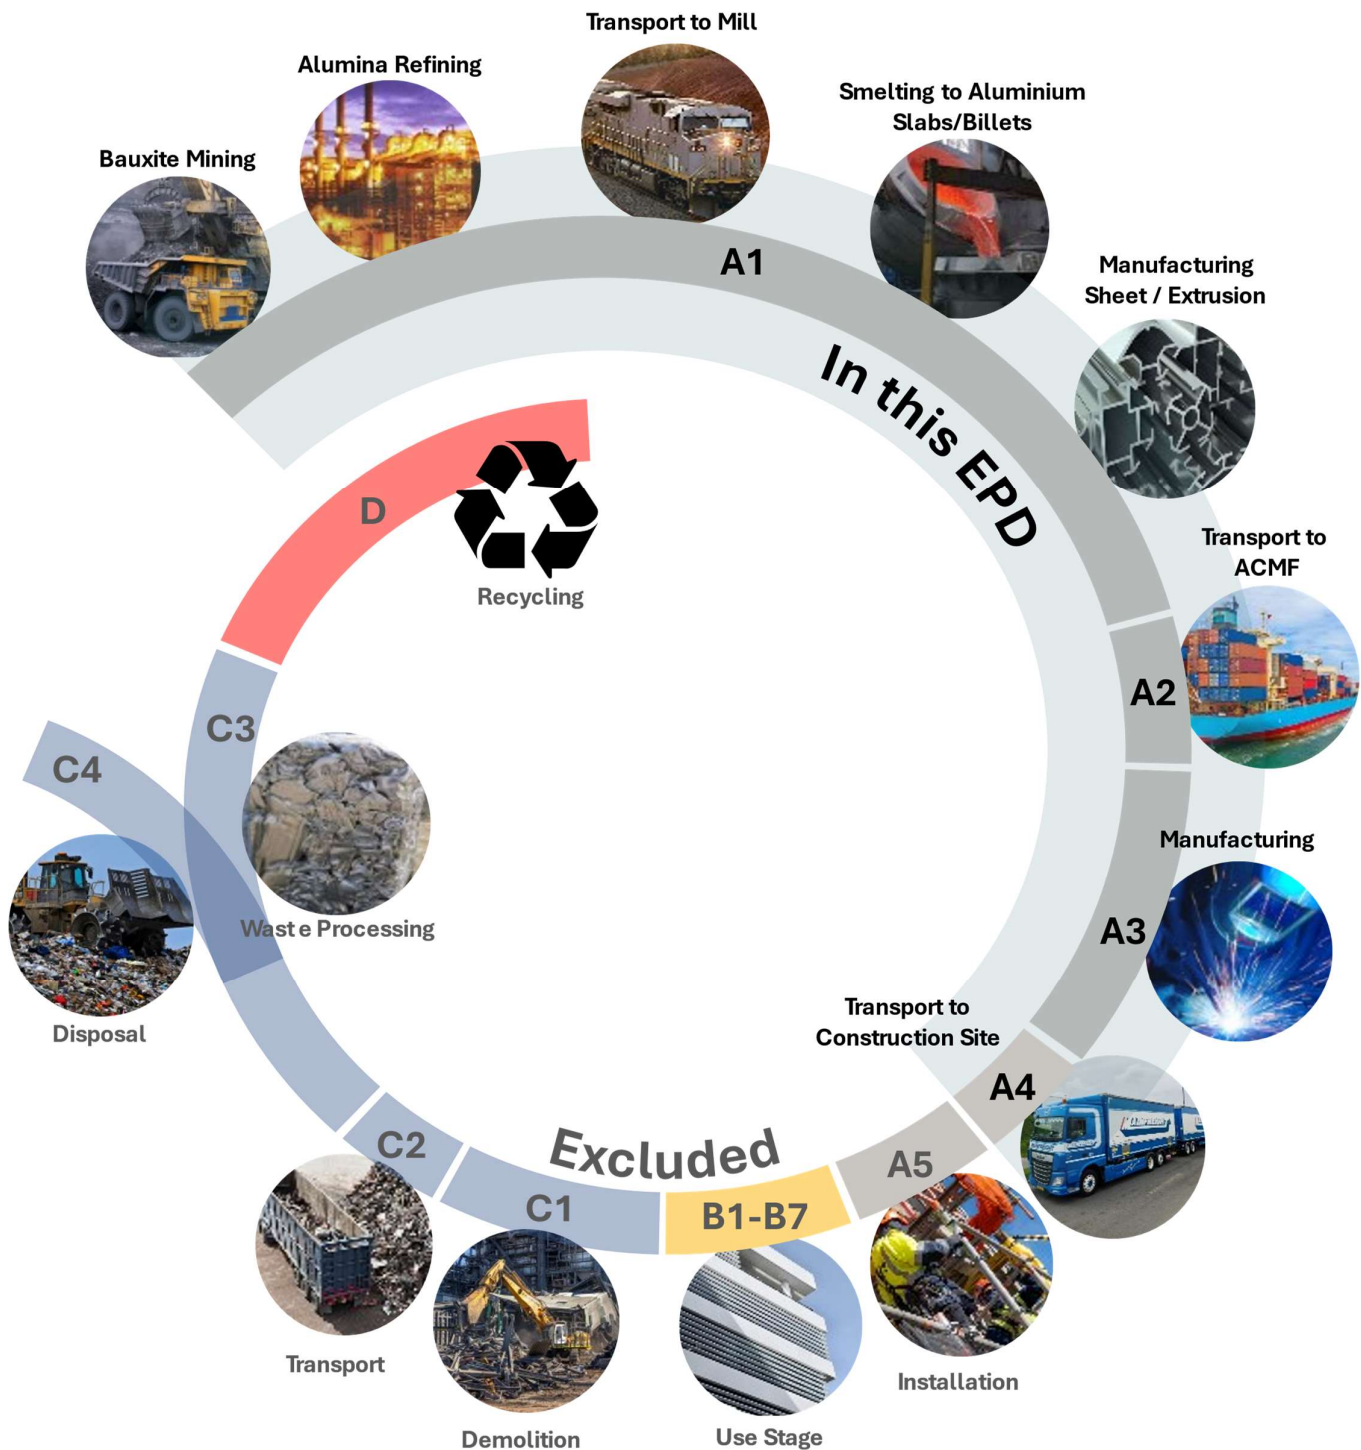 Transport to Mill
Alumina Refining
Smelting to Aluminium
Slabs/Billets
Bauxite Mining
A1
Manufacturing
Sheet / Extrusion
In this EPD
D
Recycling
Transport to
ACMF
A2
C3
C4
Manufacturing
A3
Waste Processing
Disposal
Transport to
Construction Site
A4
C2
Excluded
A5
C1
B1-B7
Transport
Installation
Demolition
Use Stage